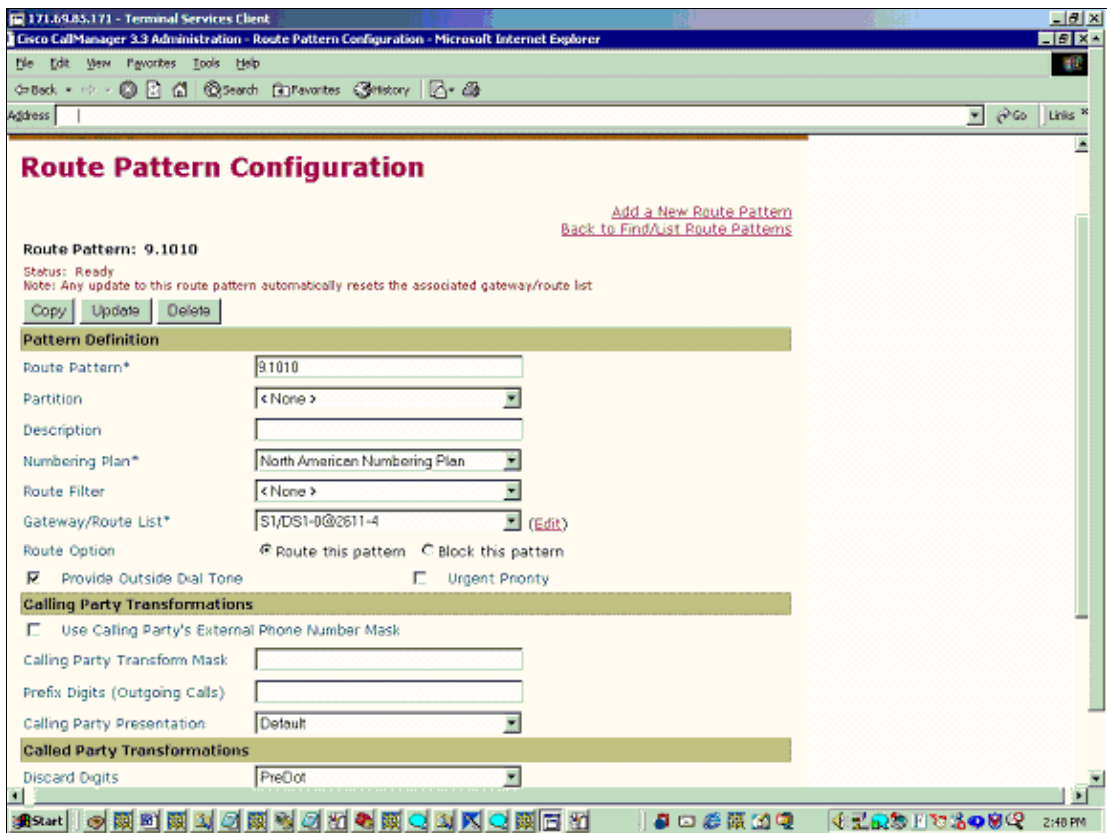 171.69.85.171 - Terminal Services Client
Cisco CallManager 3.3 Administration - Route Pattern Configuration - Microsoft Internet Explorer
File Edit View Favorites Tools Help
Back Search Favorites History
Address Go Links
Route Pattern Configuration
Add a New Route Pattern
Back to Find/List Route Patterns
Route Pattern: 9.1010
Status: Ready
Note: Any update to this route pattern automatically resets the associated gateway/route list
Copy Update Delete
Pattern Definition
Route Pattern* 9.1010
Partition < None >
Description
Numbering Plan* North American Numbering Plan
Route Filter < None >
Gateway/Route List* S1/DS1-0@2611-4 (Edit)
Route Option Route this pattern Block this pattern
Provide Outside Dial Tone Urgent Priority
Calling Party Transformations
Use Calling Party's External Phone Number Mask
Calling Party Transform Mask
Prefix Digits (Outgoing Calls)
Calling Party Presentation Default
Called Party Transformations
Discard Digits PreDot
Start 2:48 PM